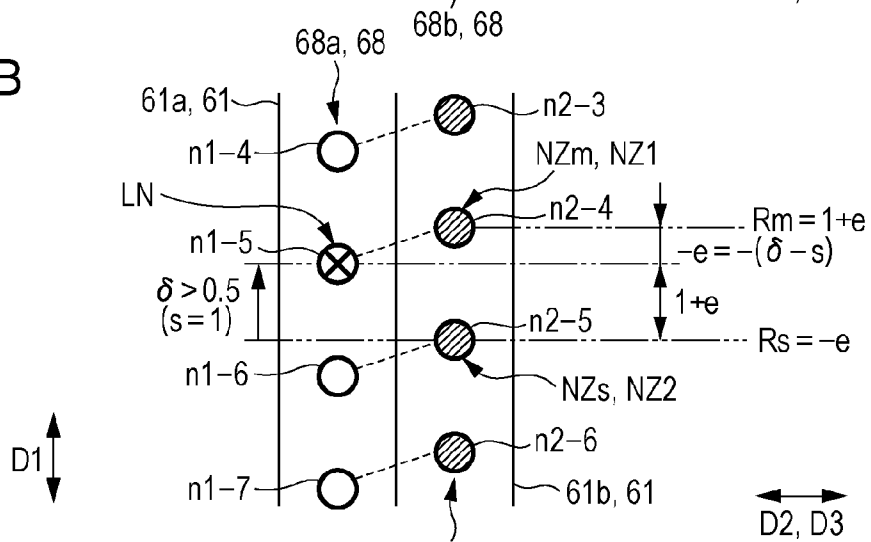 68b, 68
68a, 68
B
61a, 61
n2−3
n1−4
NZm, NZ1
LN
n2−4
Rm = 1+e
n1−5
−e = −(δ−s)
δ > 0.5
(s=1)
1+e
n2−5
Rs = −e
n1−6
NZs, NZ2
n2−6
D1
n1−7
61b, 61
D2, D3